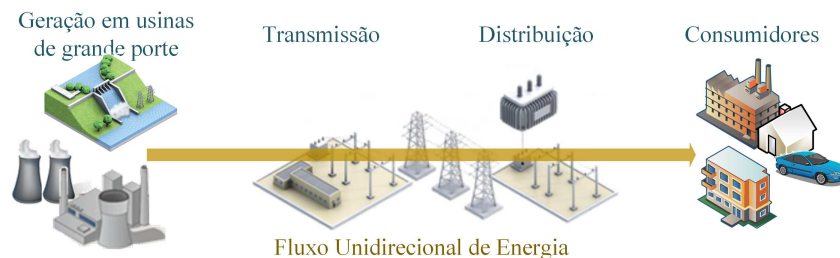 Geração em usinas
de grande porte
Transmissão
Distribuição
Consumidores
Fluxo Unidirecional de Energia